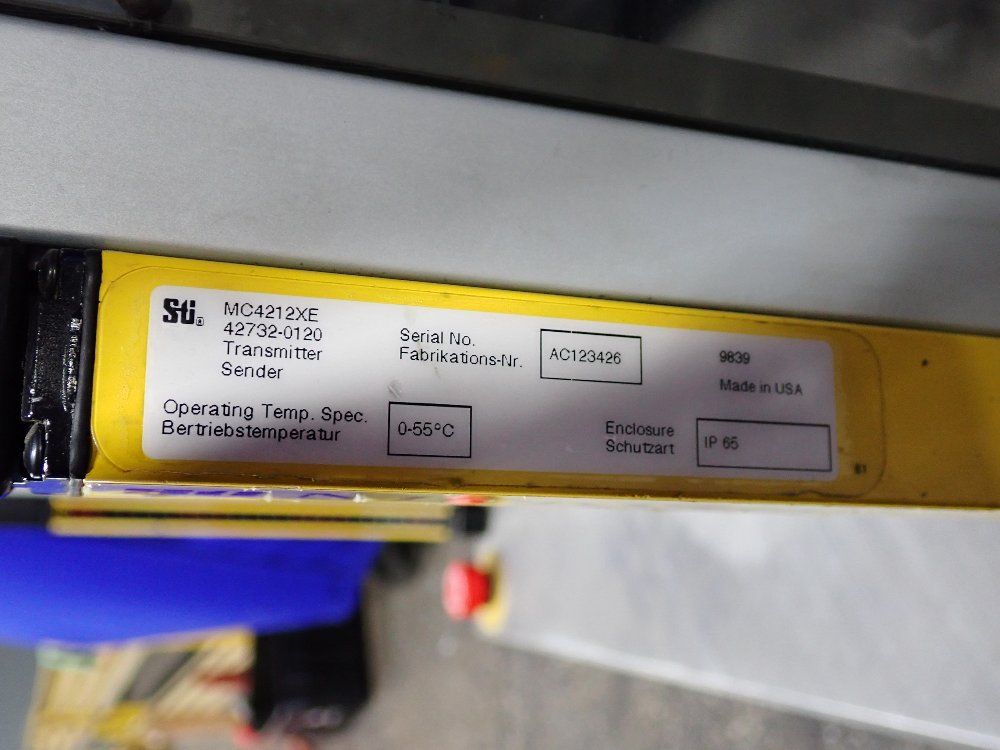 Sti®
MC4212XE
42732-0120
Transmitter
Sender
Serial No.
Fabrikations-Nr.
AC123426
9839
Made in USA
Operating Temp. Spec.
Bertriebstemperatur
0-55°C
Enclosure
Schutzart
IP 65
61